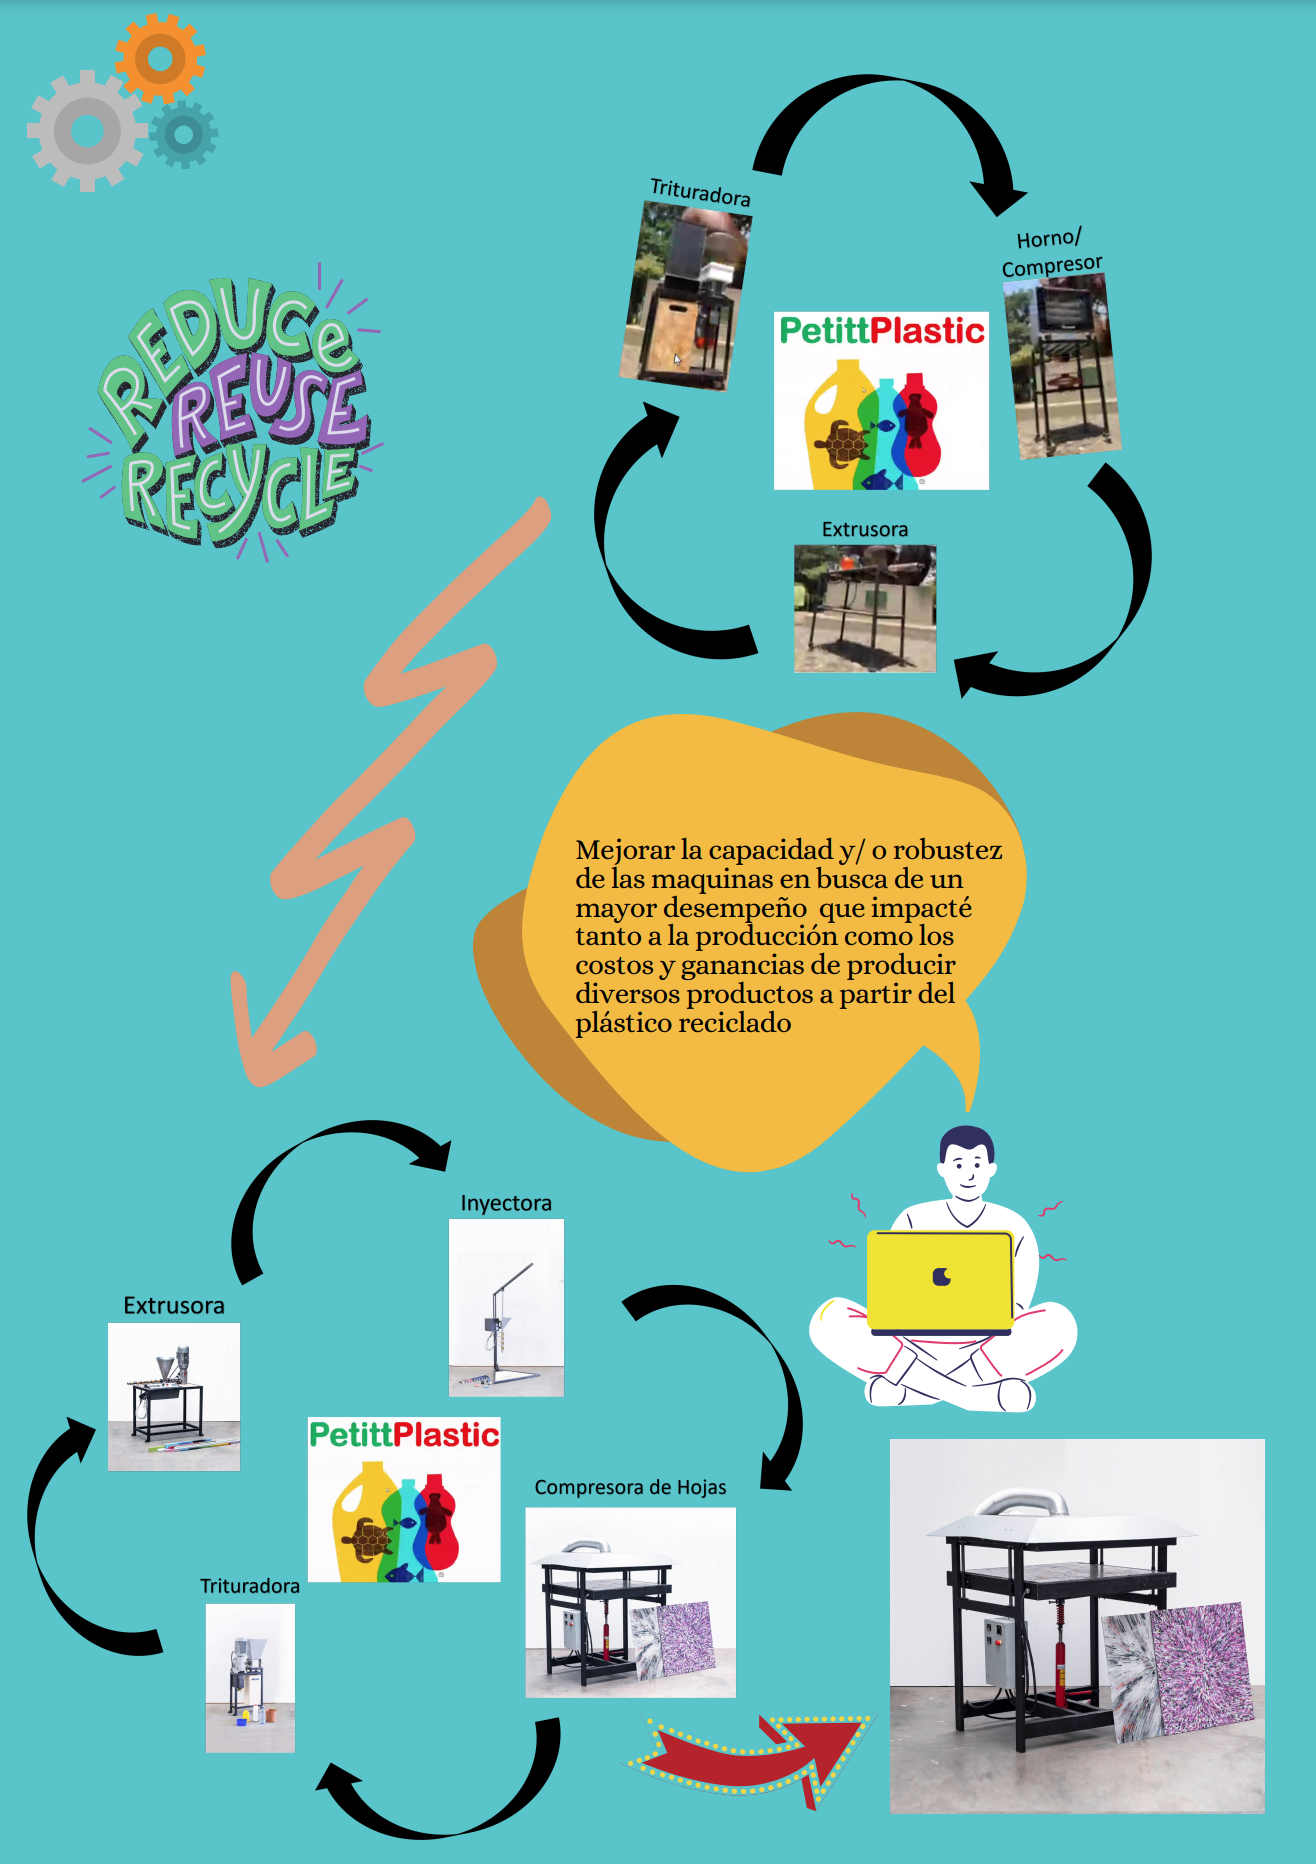 REDUCe
REUSE
RECYCLE
Trituradora
Horno/
Compresor
PetittPlastic
Extrusora
Mejorar la capacidad y/ o robustez
de las maquinas en busca de un
mayor desempeño  que impacté
tanto a la producción como los
costos y ganancias de producir
diversos productos a partir del
plástico reciclado
Inyectora
Extrusora
PetittPlastic
Compresora de Hojas
Trituradora